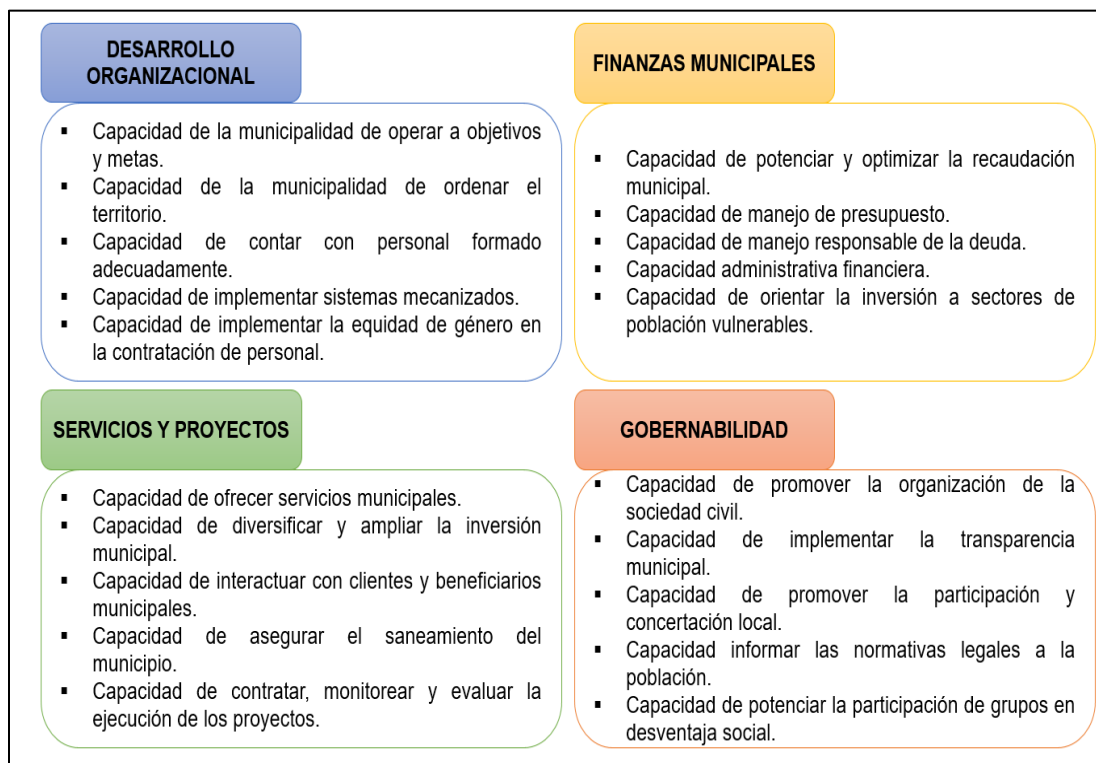 DESARROLLO
ORGANIZACIONAL
▪ Capacidad de la municipalidad de operar a objetivos
y metas.
▪ Capacidad de la municipalidad de ordenar el
territorio.
▪ Capacidad de contar con personal formado
adecuadamente.
▪ Capacidad de implementar sistemas mecanizados.
▪ Capacidad de implementar la equidad de género en
la contratación de personal.
FINANZAS MUNICIPALES
▪ Capacidad de potenciar y optimizar la recaudación
municipal.
▪ Capacidad de manejo de presupuesto.
▪ Capacidad de manejo responsable de la deuda.
▪ Capacidad administrativa financiera.
▪ Capacidad de orientar la inversión a sectores de
población vulnerables.
SERVICIOS Y PROYECTOS
▪ Capacidad de ofrecer servicios municipales.
▪ Capacidad de diversificar y ampliar la inversión
municipal.
▪ Capacidad de interactuar con clientes y beneficiarios
municipales.
▪ Capacidad de asegurar el saneamiento del
municipio.
▪ Capacidad de contratar, monitorear y evaluar la
ejecución de los proyectos.
GOBERNABILIDAD
▪ Capacidad de promover la organización de la
sociedad civil.
▪ Capacidad de implementar la transparencia
municipal.
▪ Capacidad de promover la participación y
concertación local.
▪ Capacidad informar las normativas legales a la
población.
▪ Capacidad de potenciar la participación de grupos en
desventaja social.